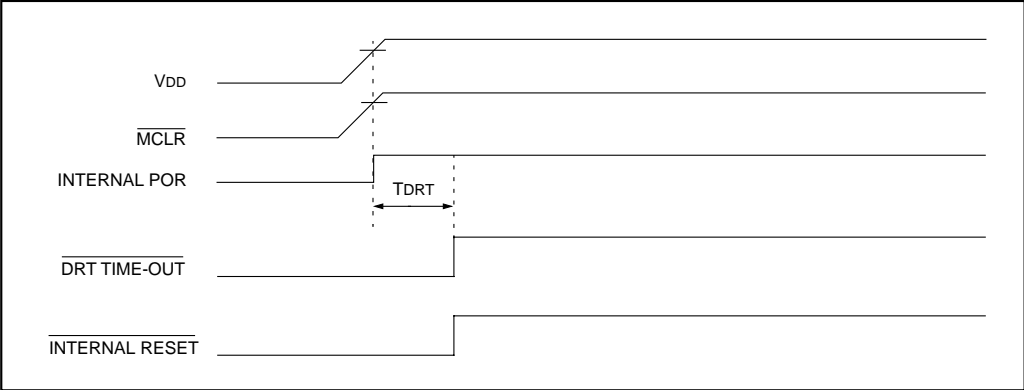 VDD
MCLR
INTERNAL POR
TDRT
DRT TIME-OUT
INTERNAL RESET